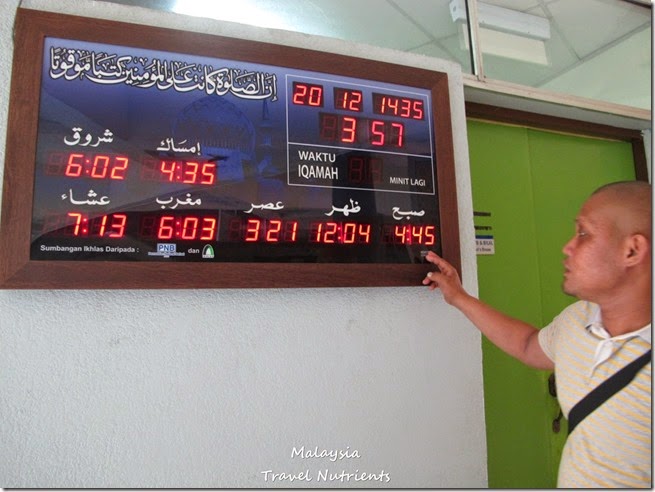 إن الصلوة كانت على المؤمنين كتبا موقوتا
20 12 1435
3 57
WAKTU
IQAMAH
MINIT LAGI
شروق إمساك
6:02 4:35
عشاء مغرب عصر ظهر صبح
7:13 6:03 3:21 12:04 4:45
Sumbangan Ikhlas Daripada : PNB dan
Malaysia
Travel Nutrients